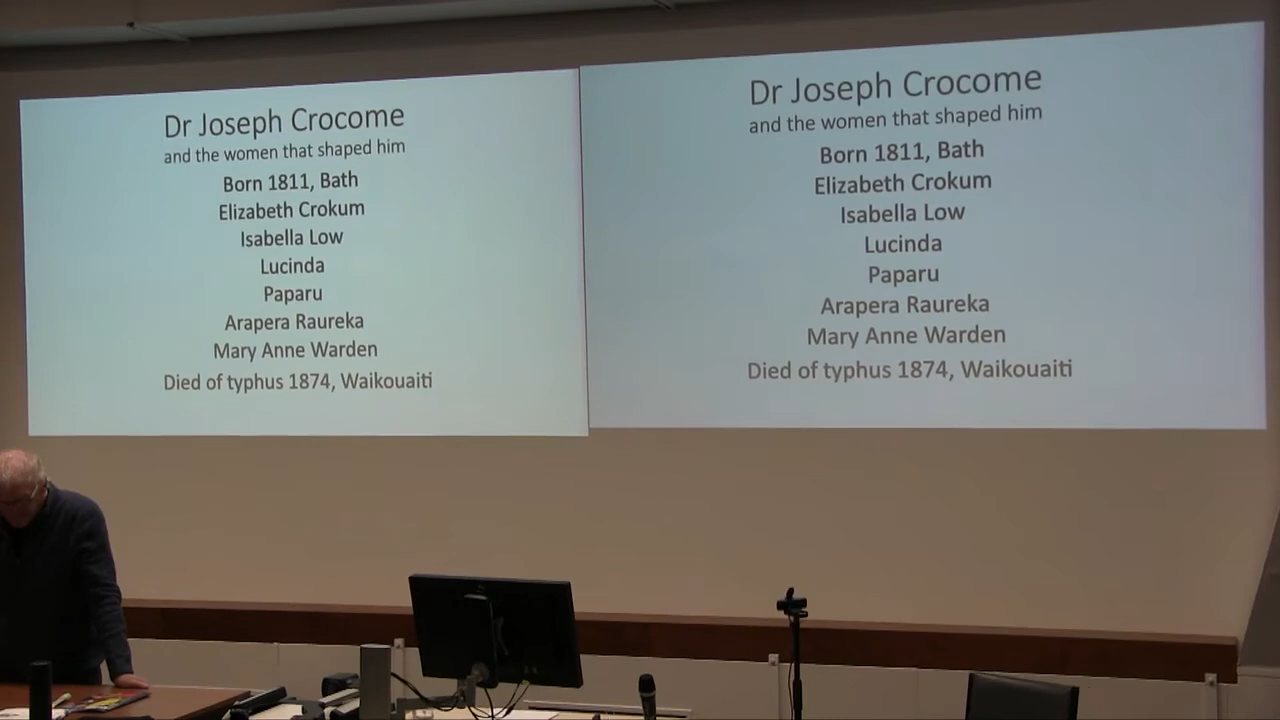 Dr Joseph Crocome
and the women that shaped him
Born 1811, Bath
Elizabeth Crokum
Isabella Low
Lucinda
Paparu
Arapera Raureka
Mary Anne Warden
Died of typhus 1874, Waikouaiti
Dr Joseph Crocome
and the women that shaped him
Born 1811, Bath
Elizabeth Crokum
Isabella Low
Lucinda
Paparu
Arapera Raureka
Mary Anne Warden
Died of typhus 1874, Waikouaiti